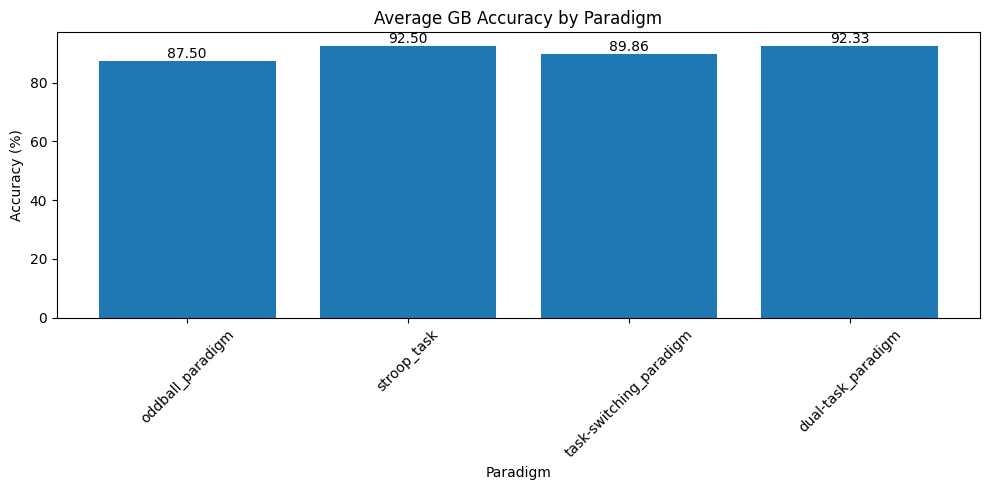 Average GB Accuracy by Paradigm
Accuracy (%)
80
60
40
20
0
87.50
92.50
89.86
92.33
oddball_paradigm
stroop_task
task-switching_paradigm
dual-task_paradigm
Paradigm